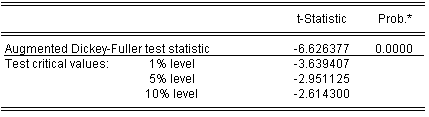 t-Statistic Prob.*
Augmented Dickey-Fuller test statistic -6.626377 0.0000
Test critical values: 1% level -3.639407
5% level -2.951125
10% level -2.614300